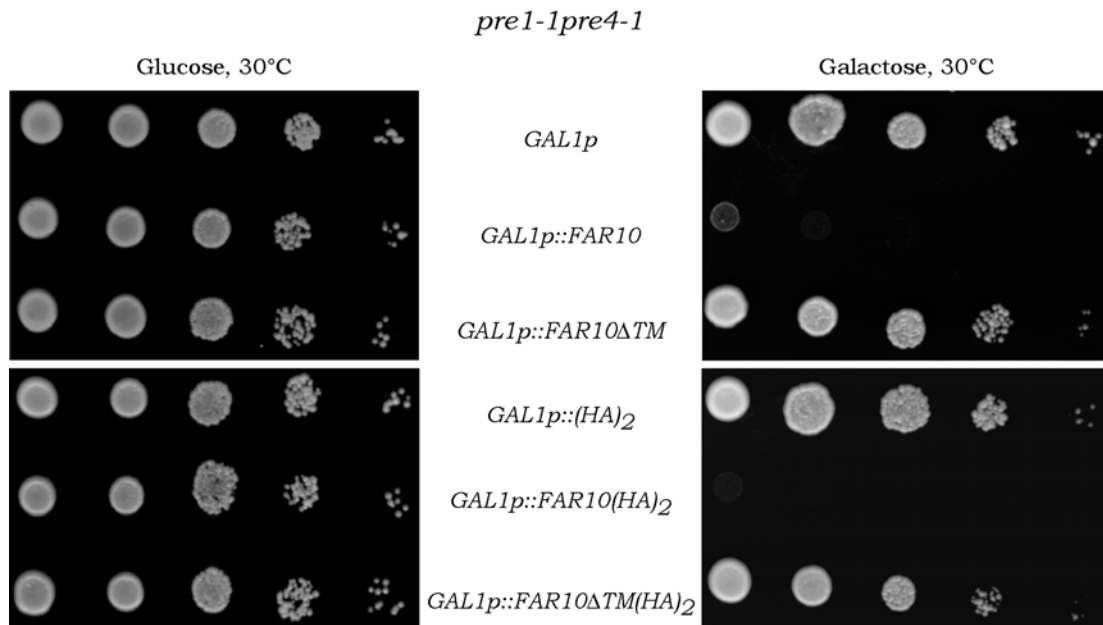 pre1-1pre4-1
Glucose, 30°C
Galactose, 30°C
GAL1p
GAL1p::FAR10
GAL1p::FAR10ΔTM
GAL1p::(HA)2
GAL1p::FAR10(HA)2
GAL1p::FAR10ΔTM(HA)2